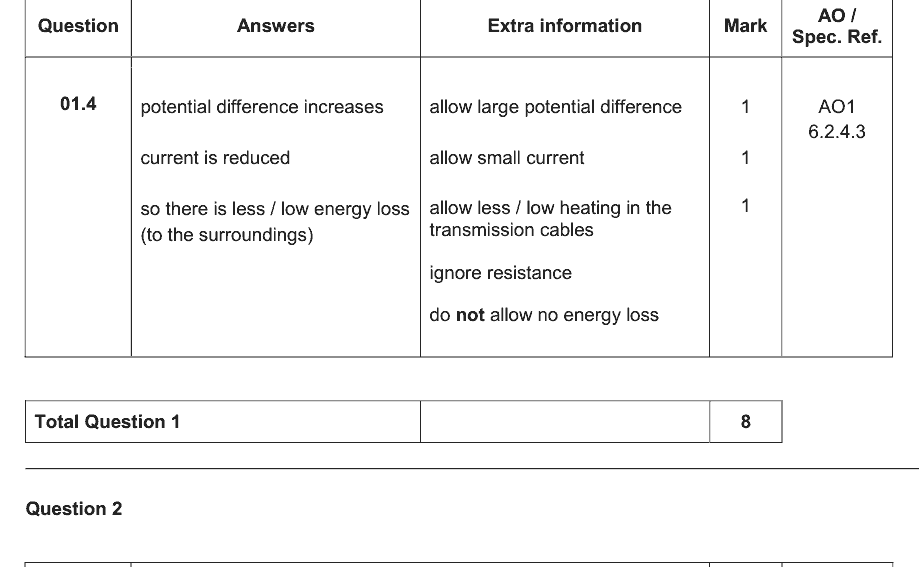 Question Answers Extra information Mark AO /
Spec. Ref.
01.4 potential difference increases allow large potential difference 1 AO1
6.2.4.3
current is reduced allow small current 1
so there is less / low energy loss allow less / low heating in the 1
(to the surroundings) transmission cables
ignore resistance
do not allow no energy loss
Total Question 1 8
Question 2